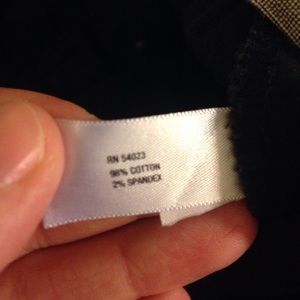 RN 54023
98% COTTON
2% SPANDEX